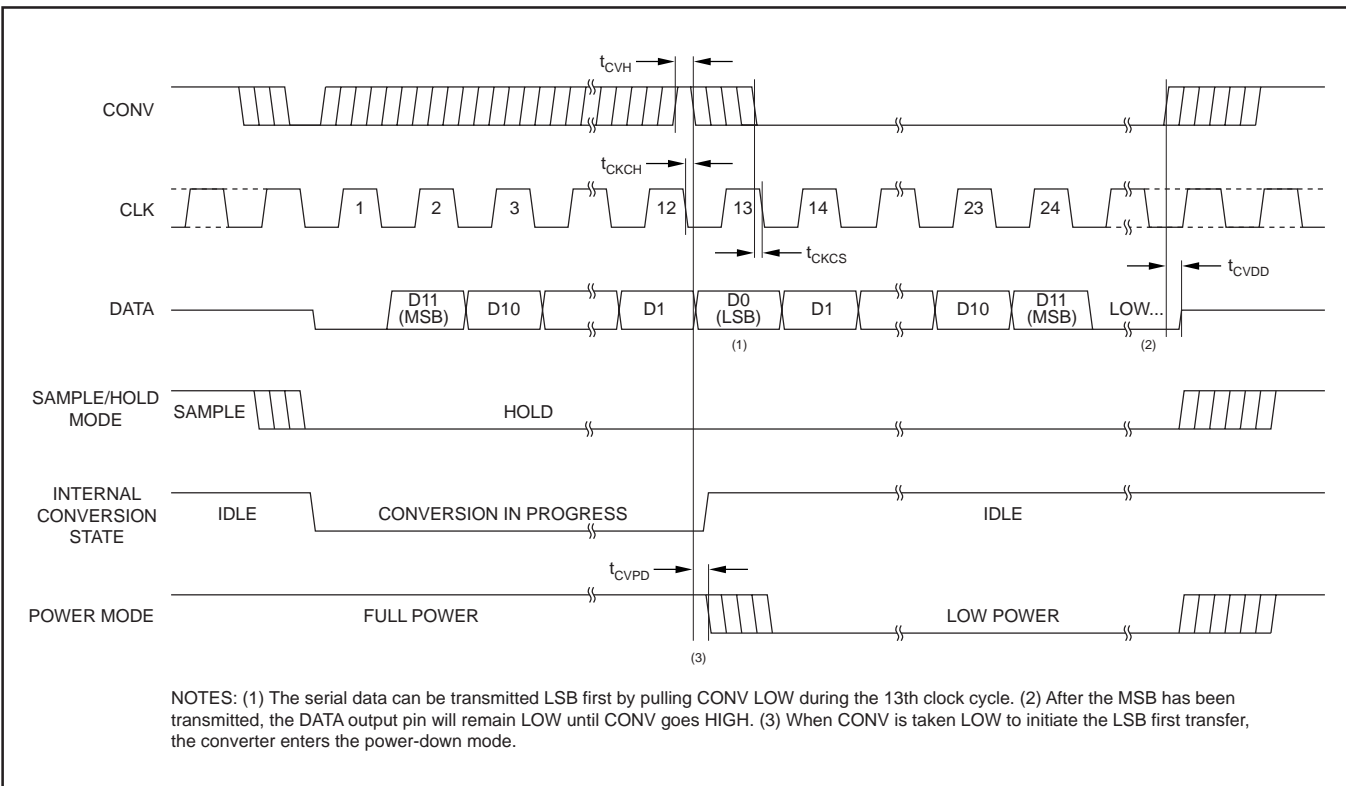 t_CVH
CONV
t_CKCH
CLK
1 2 3 12 13 14 23 24
t_CKCS
t_CVDD
DATA
D11 (MSB) D10 D1 D0 (LSB) D1 D10 D11 (MSB) LOW...
(1) (2)
SAMPLE/HOLD
MODE
SAMPLE HOLD
INTERNAL
CONVERSION
STATE
IDLE CONVERSION IN PROGRESS IDLE
t_CVPD
POWER MODE FULL POWER LOW POWER
(3)
NOTES: (1) The serial data can be transmitted LSB first by pulling CONV LOW during the 13th clock cycle. (2) After the MSB has been
transmitted, the DATA output pin will remain LOW until CONV goes HIGH. (3) When CONV is taken LOW to initiate the LSB first transfer,
the converter enters the power-down mode.